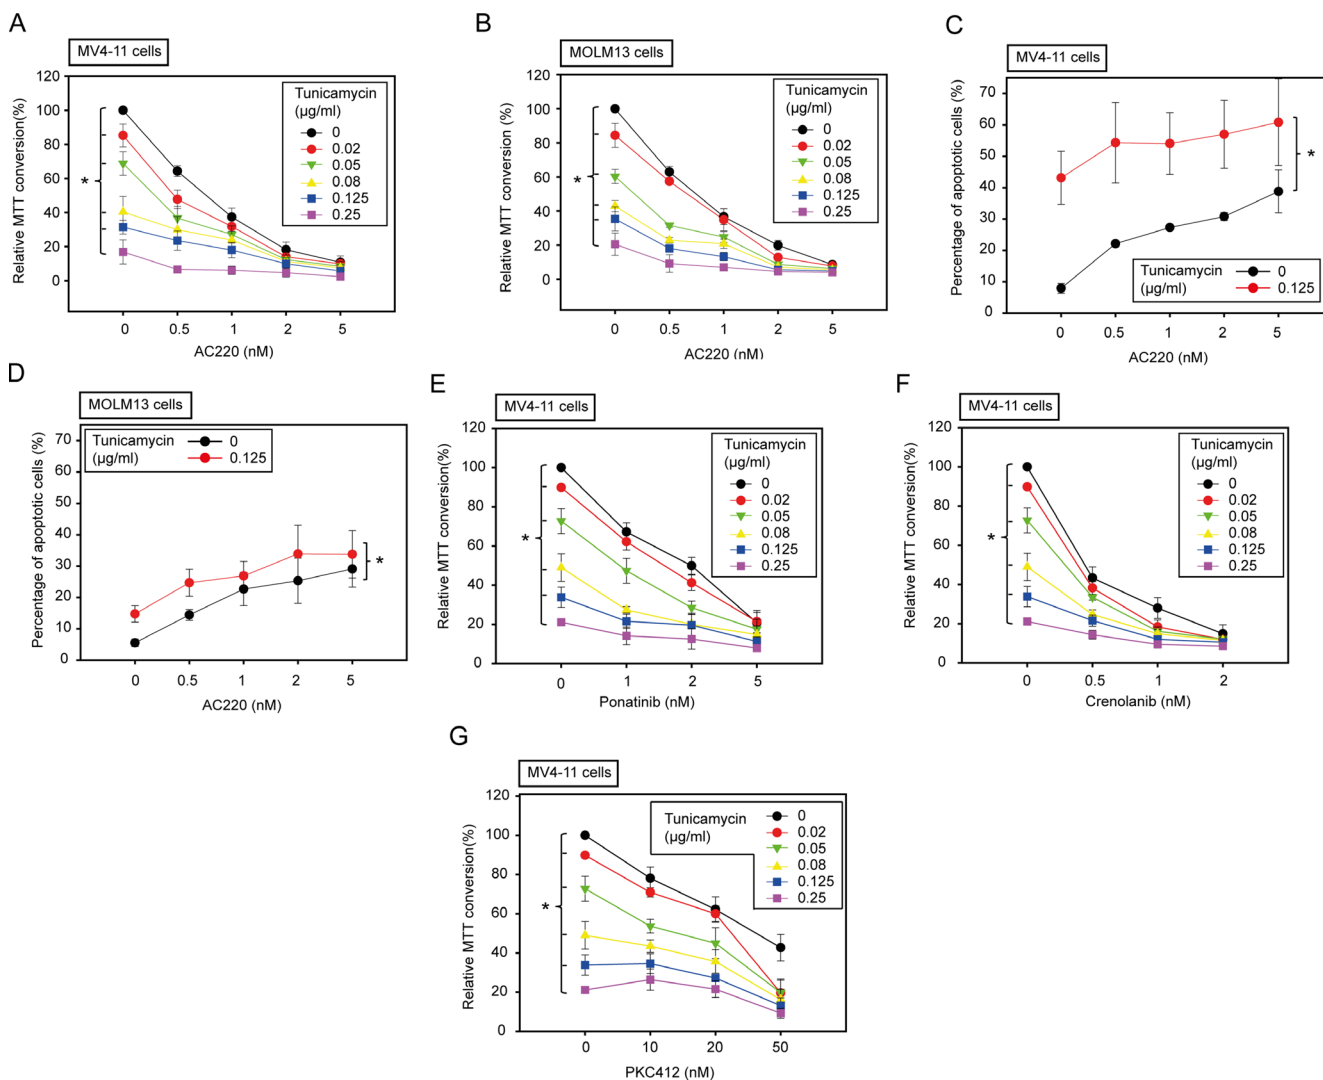 A
MV4-11 cells
Relative MTT conversion(%)
120
100
80
60
40
20
0
*
Tunicamycin
(µg/ml)
0
0.02
0.05
0.08
0.125
0.25
0 0.5 1 2 5
AC220 (nM)
B
MOLM13 cells
Relative MTT conversion (%)
120
100
80
60
40
20
0
*
Tunicamycin
(µg/ml)
0
0.02
0.05
0.08
0.125
0.25
0 0.5 1 2 5
AC220 (nM)
C
MV4-11 cells
Percentage of apoptotic cells (%)
70
60
50
40
30
20
10
0
*
Tunicamycin
(µg/ml)
0
0.125
0 0.5 1 2 5
AC220 (nM)
D
MOLM13 cells
Percentage of apoptotic cells (%)
70
60
50
40
30
20
10
0
Tunicamycin
(µg/ml)
0
0.125
*
0 0.5 1 2 5
AC220 (nM)
E
MV4-11 cells
Relative MTT conversion(%)
120
100
80
60
40
20
0
*
Tunicamycin
(µg/ml)
0
0.02
0.05
0.08
0.125
0.25
0 1 2 5
Ponatinib (nM)
F
MV4-11 cells
Relative MTT conversion(%)
120
100
80
60
40
20
0
*
Tunicamycin
(µg/ml)
0
0.02
0.05
0.08
0.125
0.25
0 0.5 1 2
Crenolanib (nM)
G
MV4-11 cells
Relative MTT conversion(%)
120
100
80
60
40
20
0
*
Tunicamycin
(µg/ml)
0
0.02
0.05
0.08
0.125
0.25
0 10 20 50
PKC412 (nM)